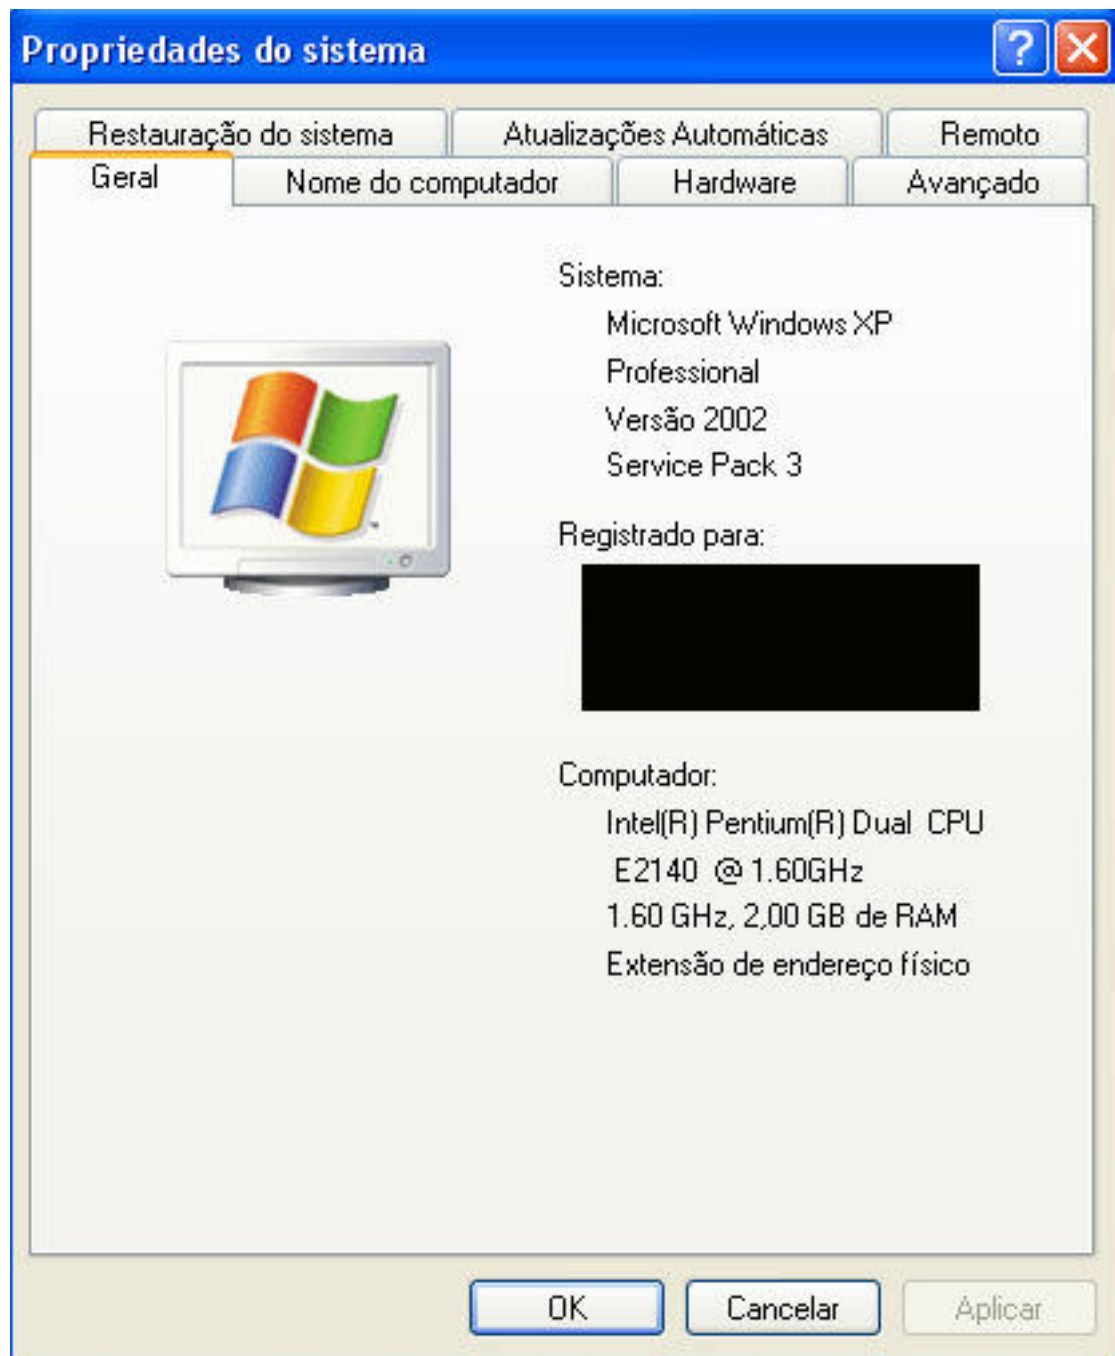 Propriedades do sistema
Restauração do sistema
Atualizações Automáticas
Remoto
Geral
Nome do computador
Hardware
Avançado
Sistema:
Microsoft Windows XP
Professional
Versão 2002
Service Pack 3
Registrado para:
Computador:
Intel(R) Pentium(R) Dual  CPU
E2140  @ 1.60GHz
1.60 GHz, 2,00 GB de RAM
Extensão de endereço físico
OK
Cancelar
Aplicar